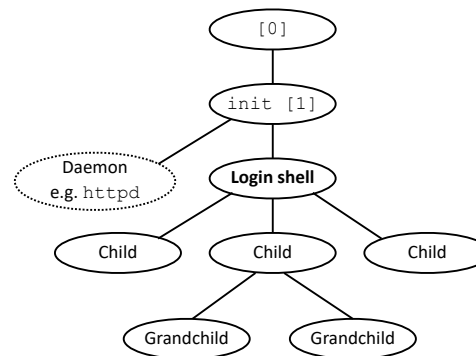 [0]
init [1]
Daemon
e.g. httpd
Login shell
Child
Child
Child
Grandchild
Grandchild